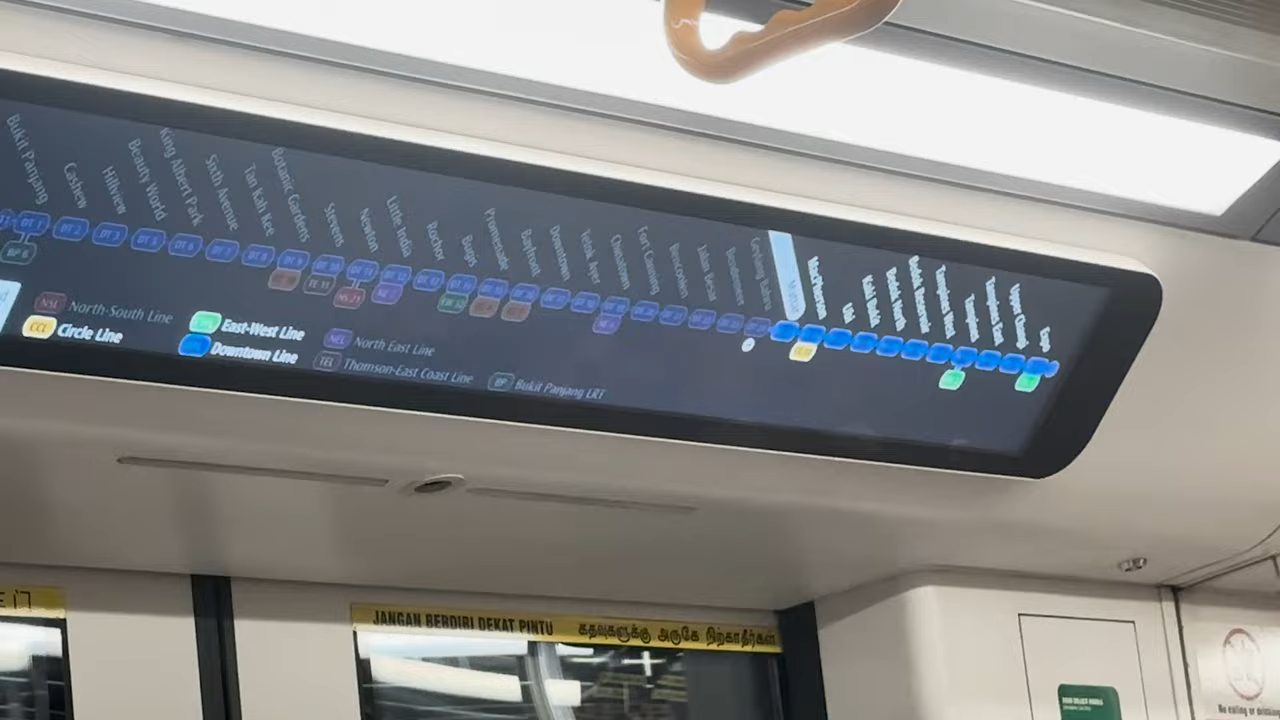 Bukit Panjang
Cashew
Hillview
Beauty World
King Albert Park
Sixth Avenue
Tan Kah Kee
Botanic Gardens
Stevens
Newton
Little India
Rochor
Bugis
Promenade
Bayfront
Downtown
Telok Ayer
Chinatown
Fort Canning
Bencoolen
Jalan Besar
Bendemeer
Geylang Bahru
Mattar
MacPherson
Ubi
Kaki Bukit
Bedok North
Bedok Reservoir
Tampines West
Tampines
Tampines East
Upper Changi
Expo
DT 1 DT 2 DT 3 DT 5 DT 6 DT 7 DT 8 DT 9 DT 10 DT 11 DT 12
BP 6
TE 11
NS 21
NSL North-South Line
CCL Circle Line
East-West Line
Downtown Line
NEL North East Line
TEL Thomson-East Coast Line
BP Bukit Panjang LRT
JANGAN BERDIRI DEKAT PINTU
கதவுகளுக்கு அருகே நிற்காதீர்கள்
No eating or drinking